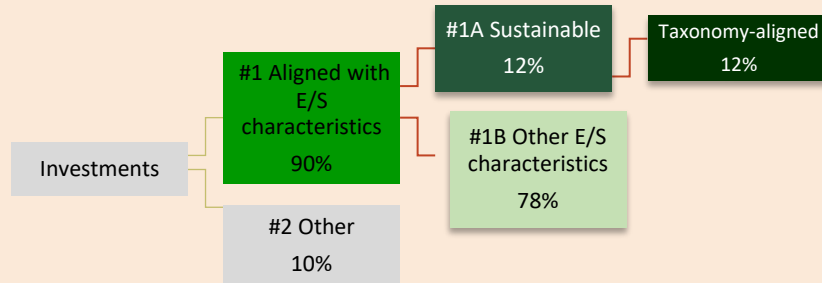 Investments
#1 Aligned with
E/S
characteristics
90%
#2 Other
10%
#1A Sustainable
12%
#1B Other E/S
characteristics
78%
Taxonomy-aligned
12%